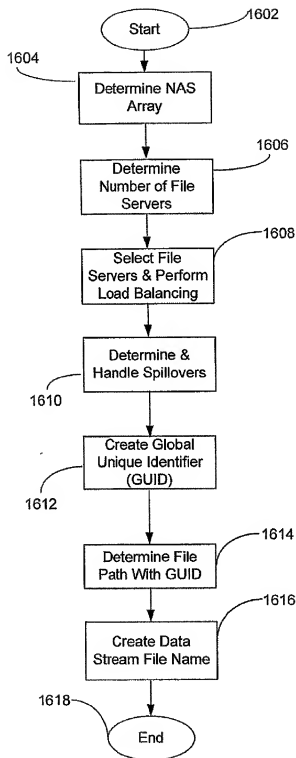 Start
1602
1604
Determine NAS
Array
1606
Determine
Number of File
Servers
1608
Select File
Servers & Perform
Load Balancing
Determine &
Handle Spillovers
1610
Create Global
Unique Identifier
(GUID)
1612
1614
Determine File
Path With GUID
1616
Create Data
Stream File Name
1618
End